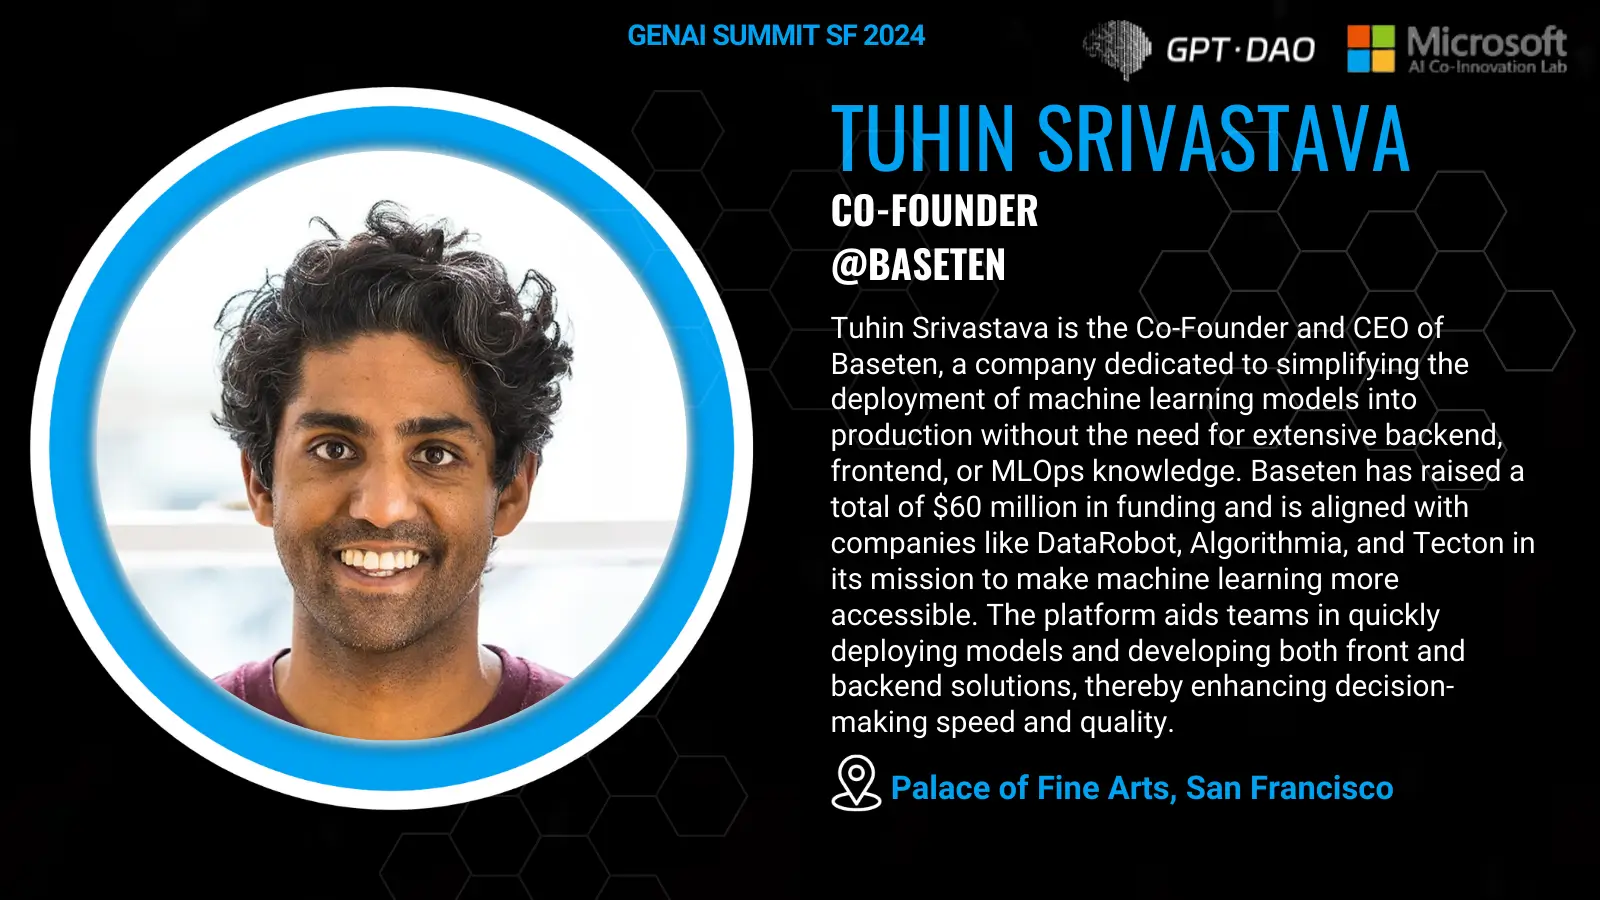 GENAI SUMMIT SF 2024
GPT·DAO
Microsoft
AI Co-Innovation Lab
TUHIN SRIVASTAVA
CO-FOUNDER
@BASETEN
Tuhin Srivastava is the Co-Founder and CEO of
Baseten, a company dedicated to simplifying the
deployment of machine learning models into
production without the need for extensive backend,
frontend, or MLOps knowledge. Baseten has raised a
total of $60 million in funding and is aligned with
companies like DataRobot, Algorithmia, and Tecton in
its mission to make machine learning more
accessible. The platform aids teams in quickly
deploying models and developing both front and
backend solutions, thereby enhancing decision-
making speed and quality.
Palace of Fine Arts, San Francisco